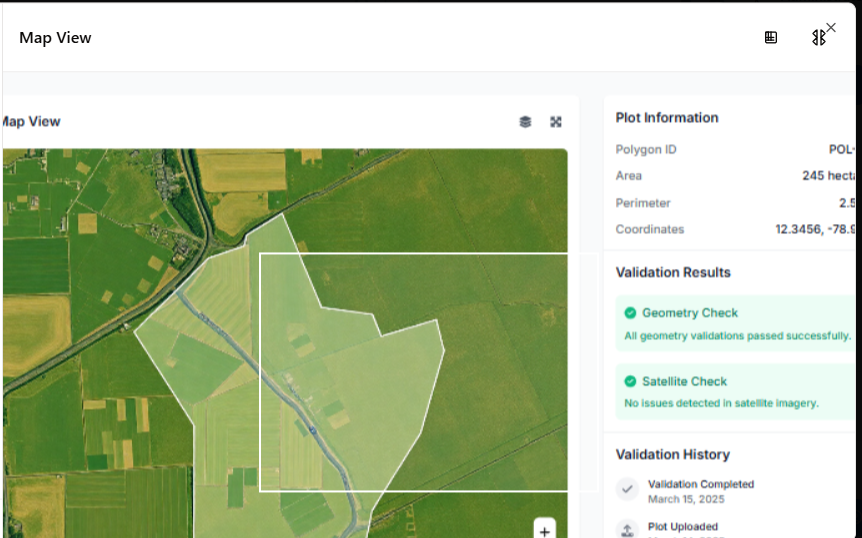 Map View
Map View
Plot Information
Polygon ID POL-
Area 245 hecta
Perimeter 2.5
Coordinates 12.3456, -78.9
Validation Results
Geometry Check
All geometry validations passed successfully.
Satellite Check
No issues detected in satellite imagery.
Validation History
Validation Completed
March 15, 2025
Plot Uploaded
+